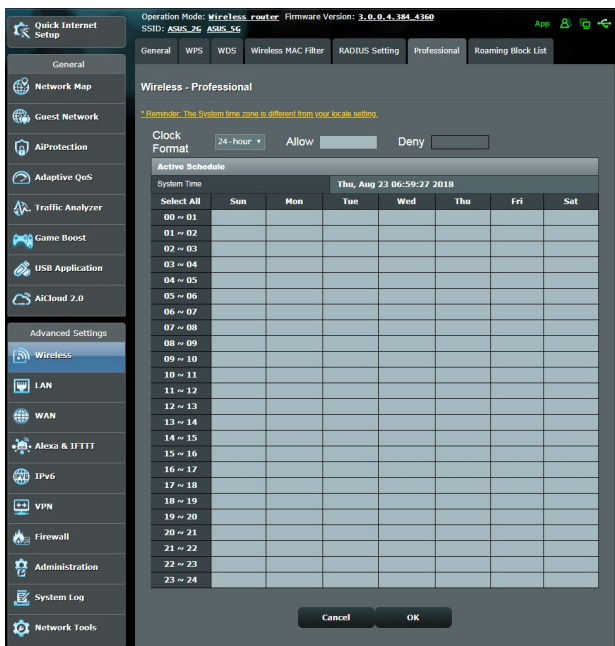 Quick Internet
Setup
General
Network Map
Guest Network
AiProtection
Adaptive QoS
Traffic Analyzer
Game Boost
USB Application
AiCloud 2.0
Advanced Settings
Wireless
LAN
WAN
Alexa & IFTTT
IPv6
VPN
Firewall
Administration
System Log
Network Tools
Operation Mode: Wireless router Firmware Version: 3.0.0.4.384_4360
App
SSID: ASUS_2G ASUS_5G
General WPS WDS Wireless MAC Filter RADIUS Setting Professional Roaming Block List
Wireless - Professional
* Reminder: The System time zone is different from your locale setting.
Clock
Format
24-hour Allow Deny
Active Schedule
System Time Thu, Aug 23 06:59:27 2018
Select All Sun Mon Tue Wed Thu Fri Sat
00 ~ 01
01 ~ 02
02 ~ 03
03 ~ 04
04 ~ 05
05 ~ 06
06 ~ 07
07 ~ 08
08 ~ 09
09 ~ 10
10 ~ 11
11 ~ 12
12 ~ 13
13 ~ 14
14 ~ 15
15 ~ 16
16 ~ 17
17 ~ 18
18 ~ 19
19 ~ 20
20 ~ 21
21 ~ 22
22 ~ 23
23 ~ 24
Cancel OK